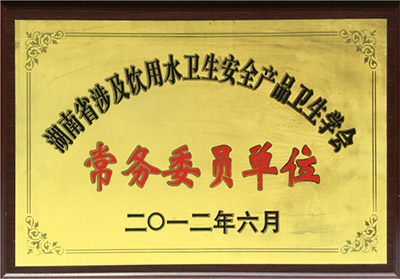 湖南省涉及饮用水卫生安全产品卫生学会
常务委员单位
二〇一二年六月